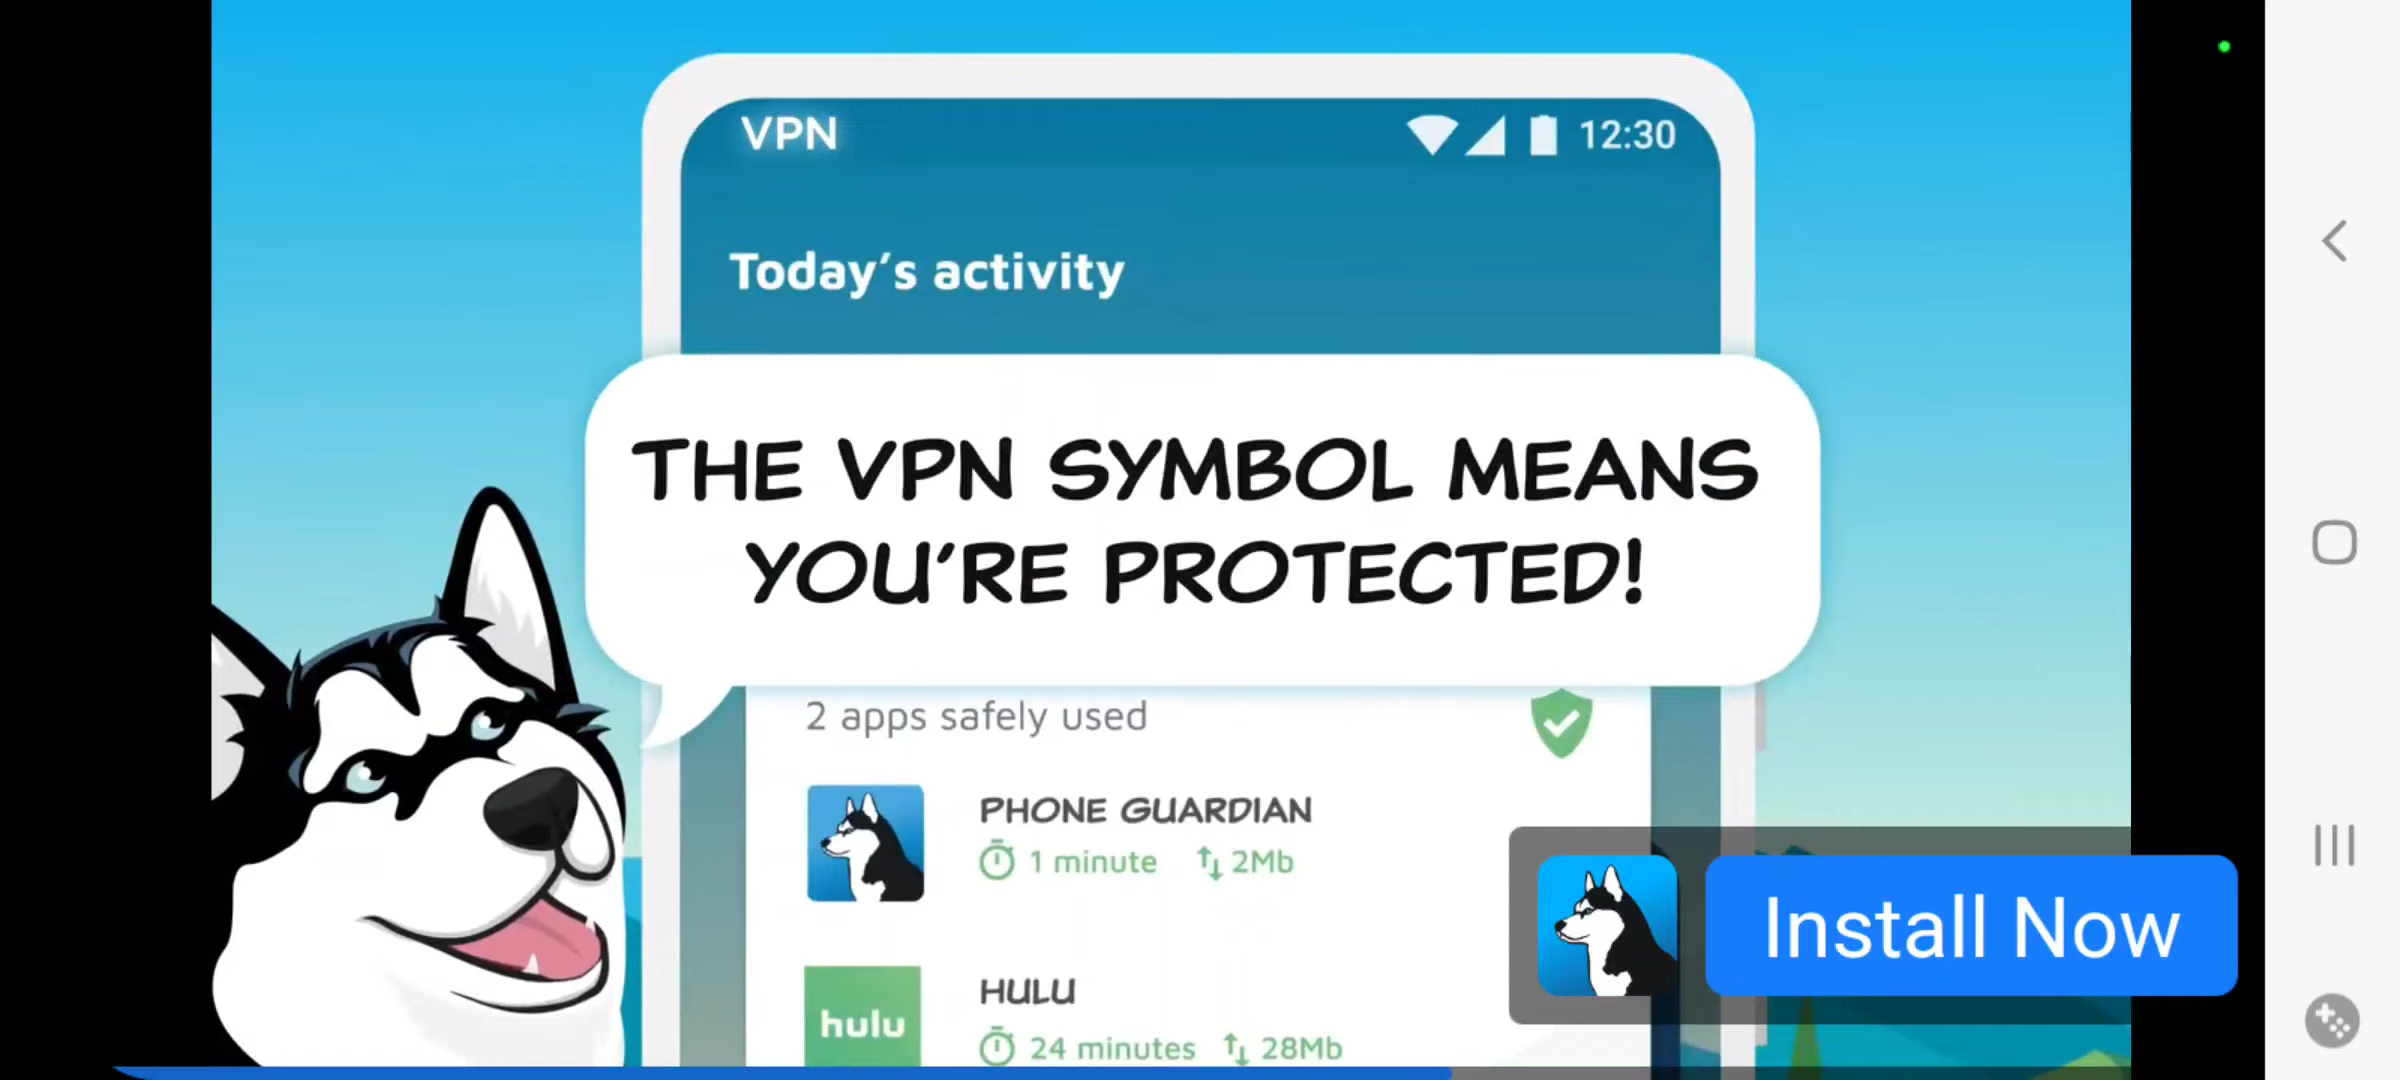 VPN
12:30
Today's activity
THE VPN SYMBOL MEANS
YOU'RE PROTECTED!
2 apps safely used
PHONE GUARDIAN
1 minute 2Mb
hulu
HULU
24 minutes 28Mb
Install Now